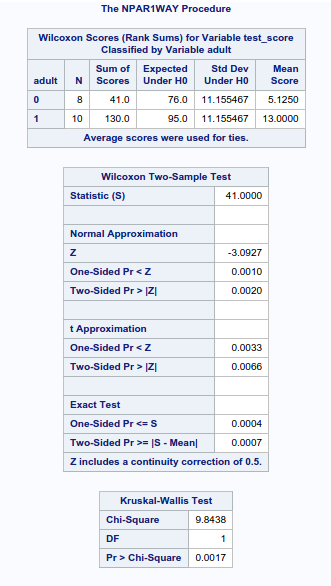 The NPAR1WAY Procedure
Wilcoxon Scores (Rank Sums) for Variable test_score
Classified by Variable adult
adult N Sum of Scores Expected Under H0 Std Dev Under H0 Mean Score
0 8 41.0 76.0 11.155467 5.1250
1 10 130.0 95.0 11.155467 13.0000
Average scores were used for ties.
Wilcoxon Two-Sample Test
Statistic (S) 41.0000
Normal Approximation
Z -3.0927
One-Sided Pr < Z 0.0010
Two-Sided Pr > |Z| 0.0020
t Approximation
One-Sided Pr < Z 0.0033
Two-Sided Pr > |Z| 0.0066
Exact Test
One-Sided Pr <= S 0.0004
Two-Sided Pr >= |S - Mean| 0.0007
Z includes a continuity correction of 0.5.
Kruskal-Wallis Test
Chi-Square 9.8438
DF 1
Pr > Chi-Square 0.0017